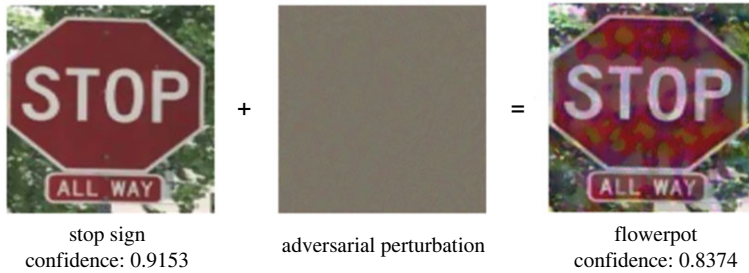 STOP
ALL WAY
+
=
STOP
ALL WAY
stop sign
confidence: 0.9153
adversarial perturbation
flowerpot
confidence: 0.8374